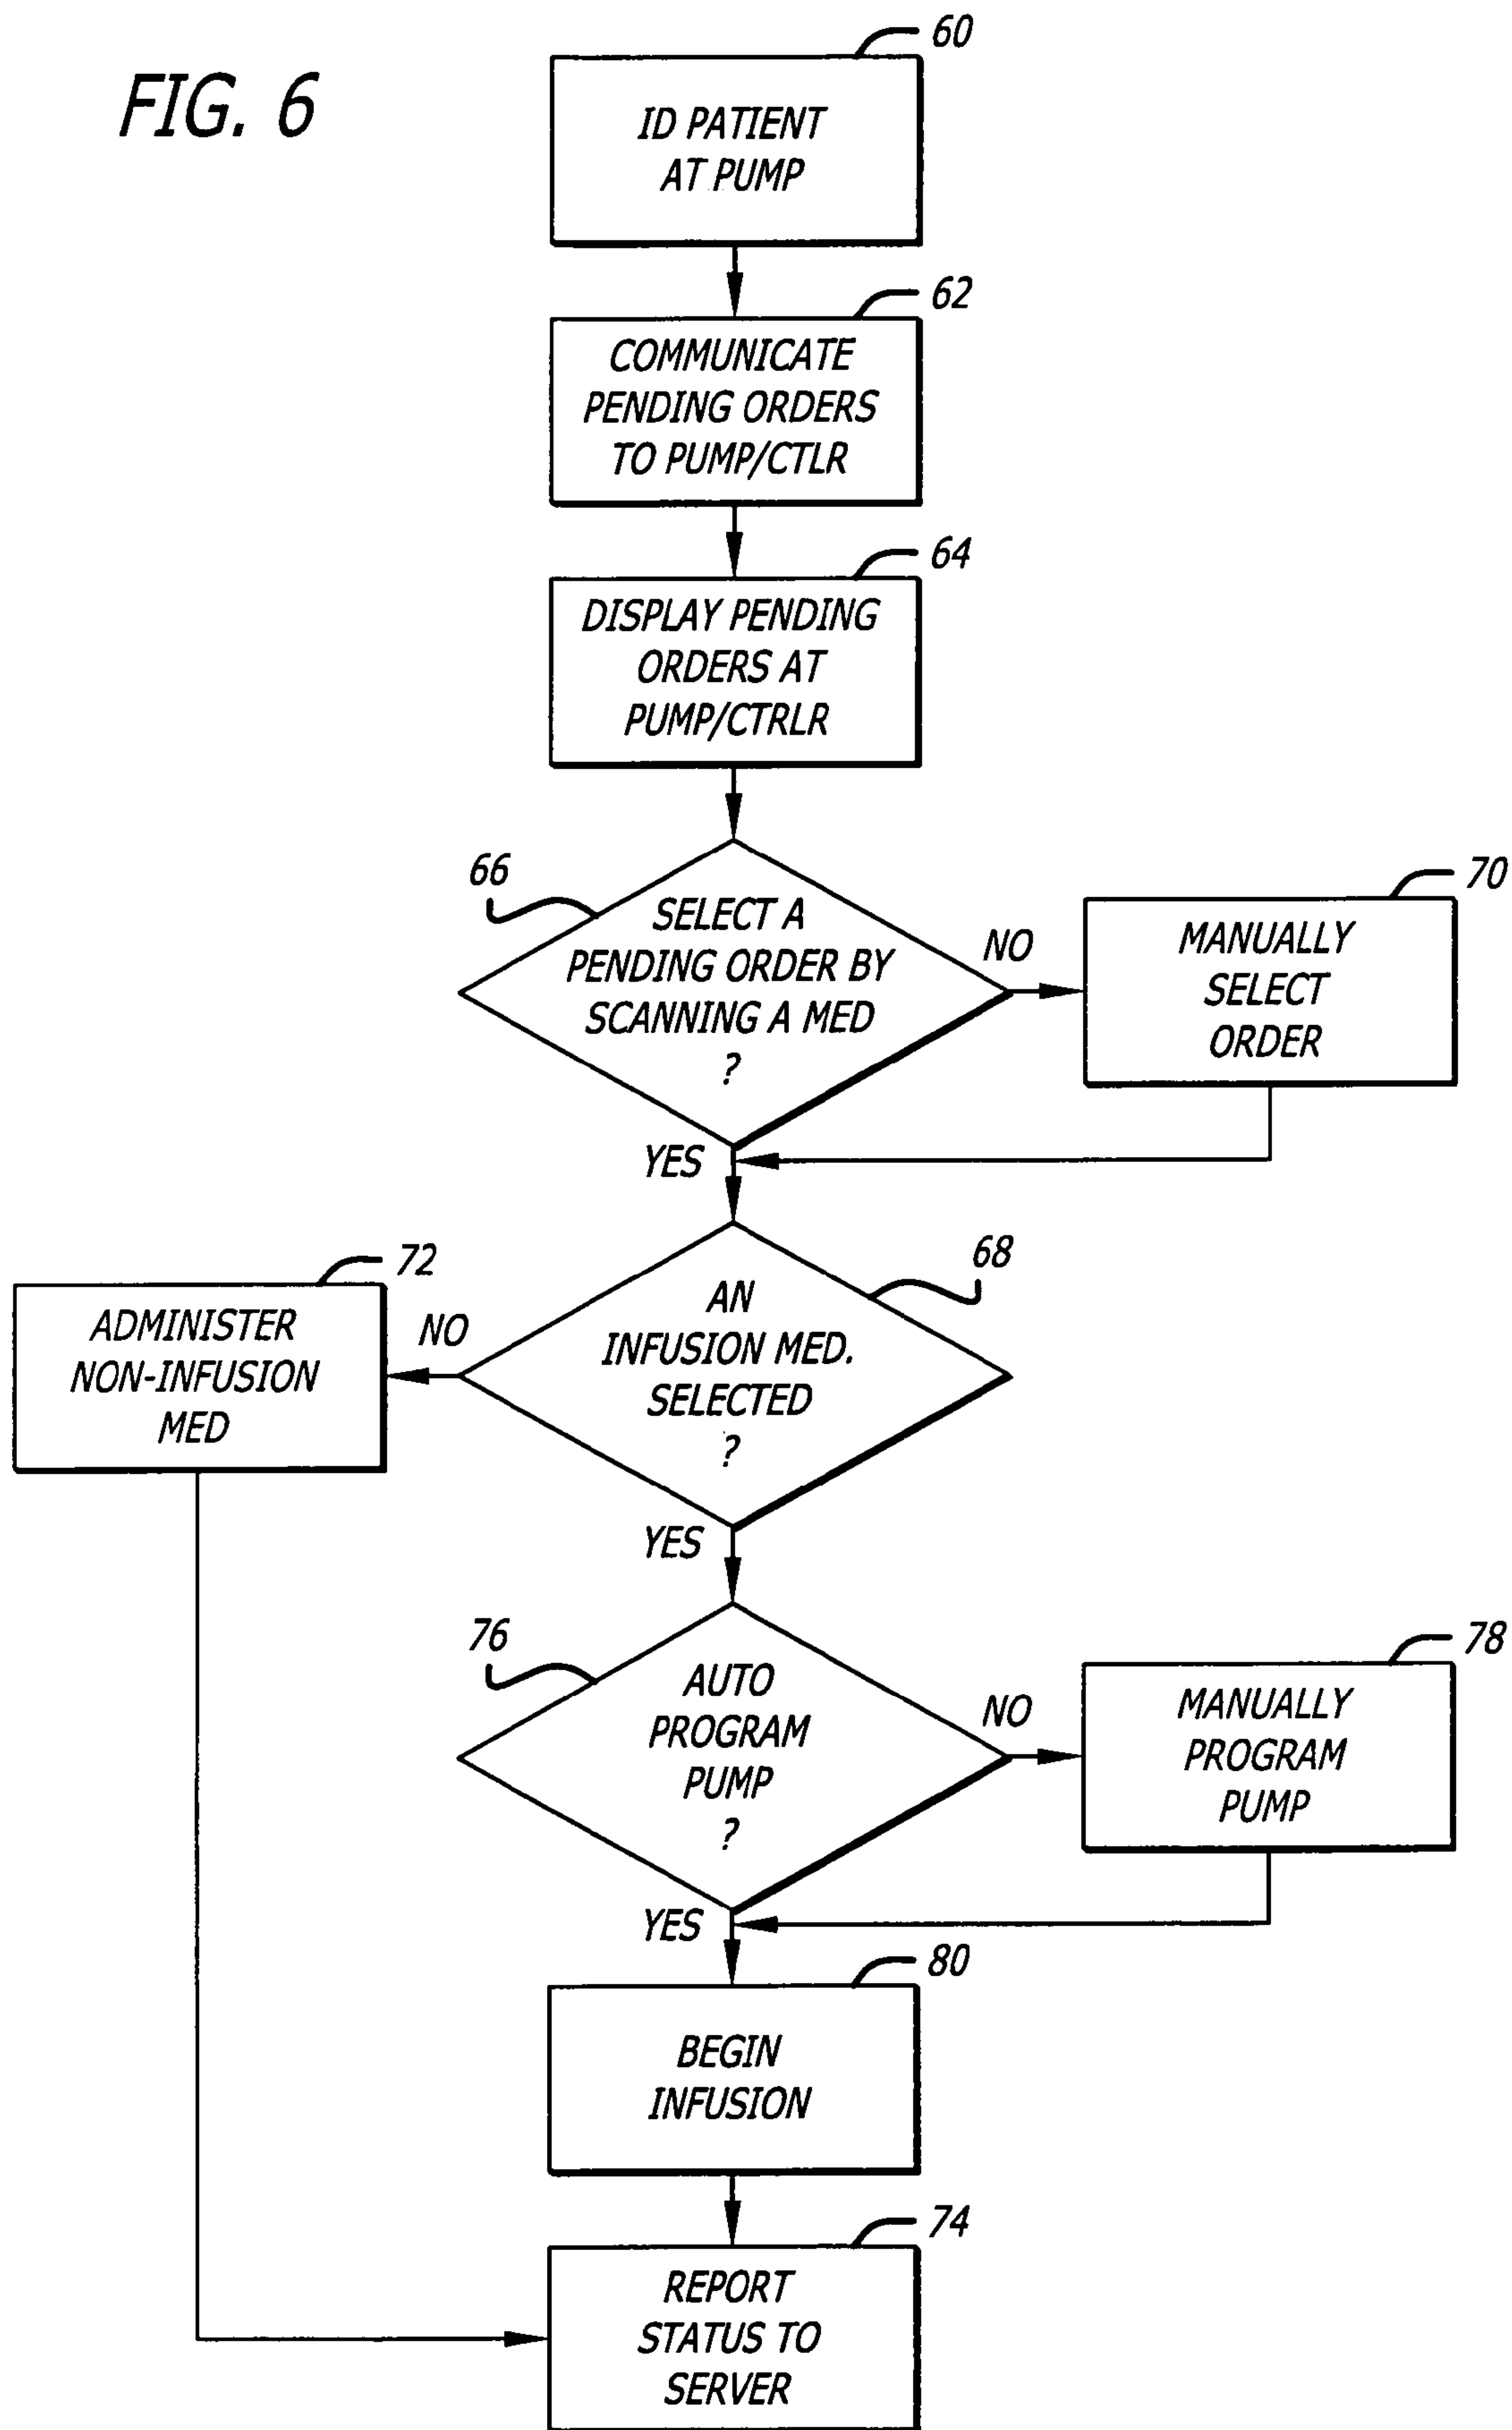 FIG. 6
60
ID PATIENT
AT PUMP
62
COMMUNICATE
PENDING ORDERS
TO PUMP/CTLR
64
DISPLAY PENDING
ORDERS AT
PUMP/CTRLR
66
SELECT A
PENDING ORDER BY
SCANNING A MED
?
NO
70
MANUALLY
SELECT
ORDER
YES
68
AN
INFUSION MED.
SELECTED
?
NO
72
ADMINISTER
NON-INFUSION
MED
YES
76
AUTO
PROGRAM
PUMP
?
NO
78
MANUALLY
PROGRAM
PUMP
YES
80
BEGIN
INFUSION
74
REPORT
STATUS TO
SERVER